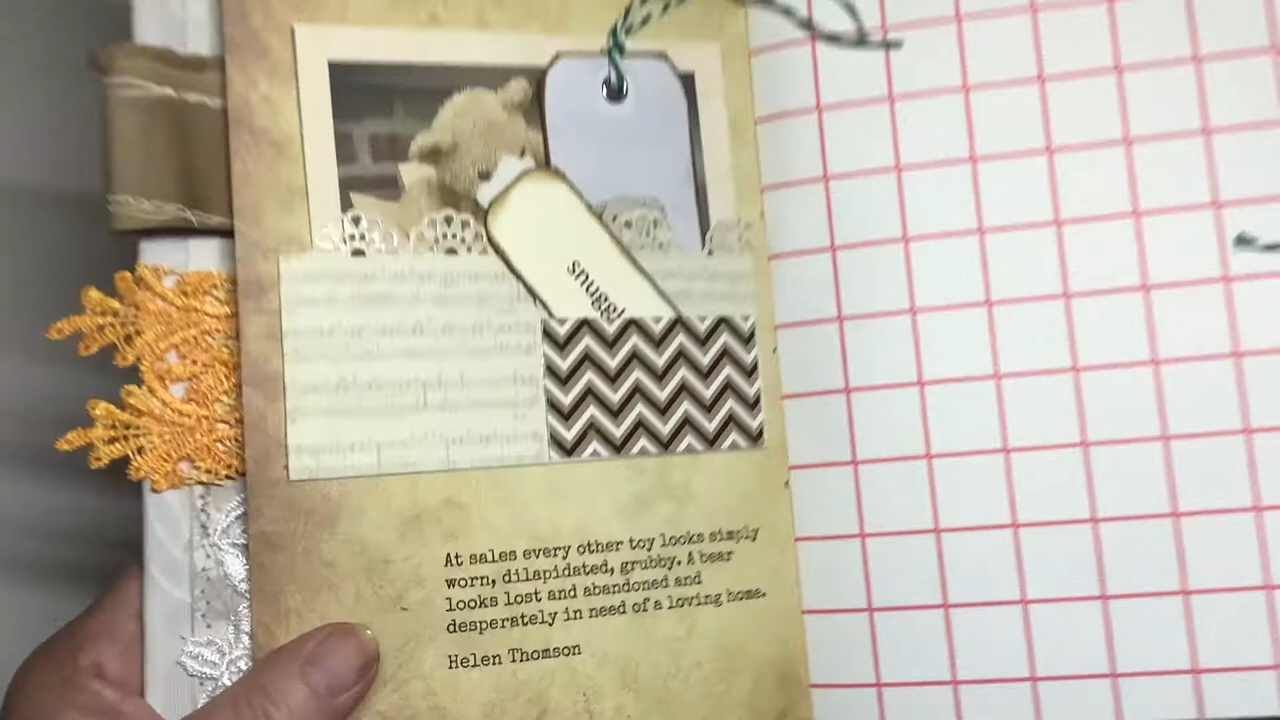 snuggl
At sales every other toy looks simply
worn, dilapidated, grubby. A bear
looks lost and abandoned and
desperately in need of a loving home.
Helen Thomson